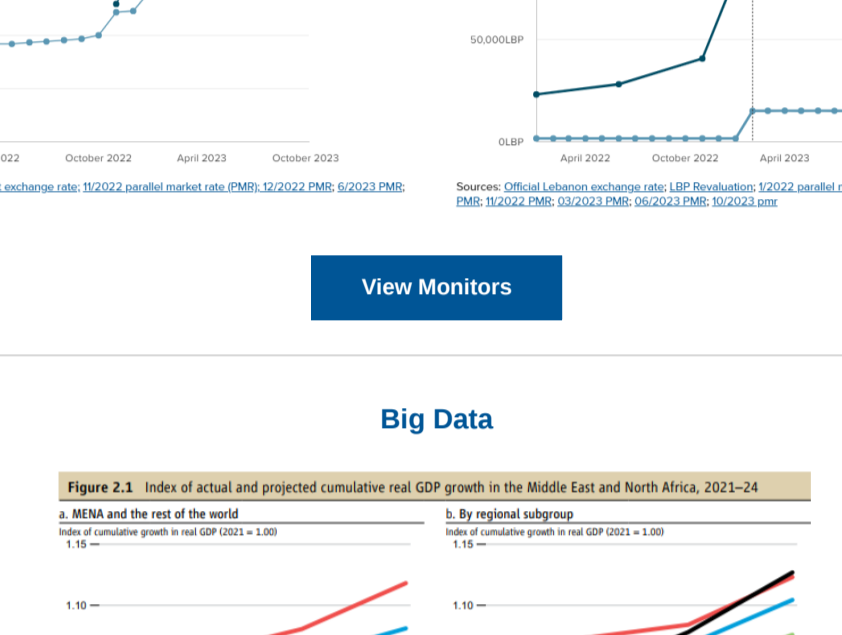 50,000LBP
0LBP
022 October 2022 April 2023 October 2023
April 2022 October 2022 April 2023
exchange rate; 11/2022 parallel market rate (PMR); 12/2022 PMR; 6/2023 PMR;
Sources: Official Lebanon exchange rate; LBP Revaluation; 1/2022 parallel
PMR; 11/2022 PMR; 03/2023 PMR; 06/2023 PMR; 10/2023 pmr
View Monitors
Big Data
Figure 2.1 Index of actual and projected cumulative real GDP growth in the Middle East and North Africa, 2021–24
a. MENA and the rest of the world
Index of cumulative growth in real GDP (2021 = 1.00)
1.15
1.10
b. By regional subgroup
Index of cumulative growth in real GDP (2021 = 1.00)
1.15
1.10